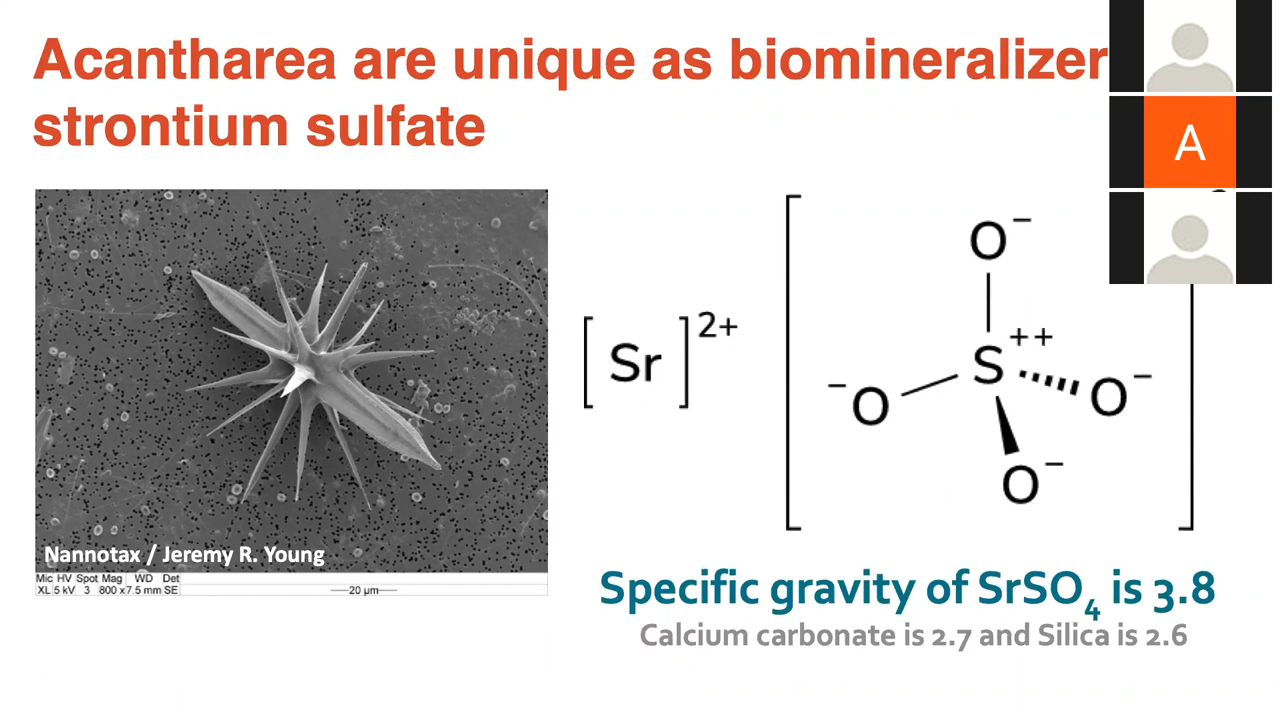 Acantharea are unique as biomineralizer
strontium sulfate
A
[Sr]2+
O−
S++
−O
O−
O−
Nannotax / Jeremy R. Young
Mic HV Spot Mag WD Det
XL 5 kV 3 800 x 7.5 mm SE 20 µm
Specific gravity of SrSO4 is 3.8
Calcium carbonate is 2.7 and Silica is 2.6